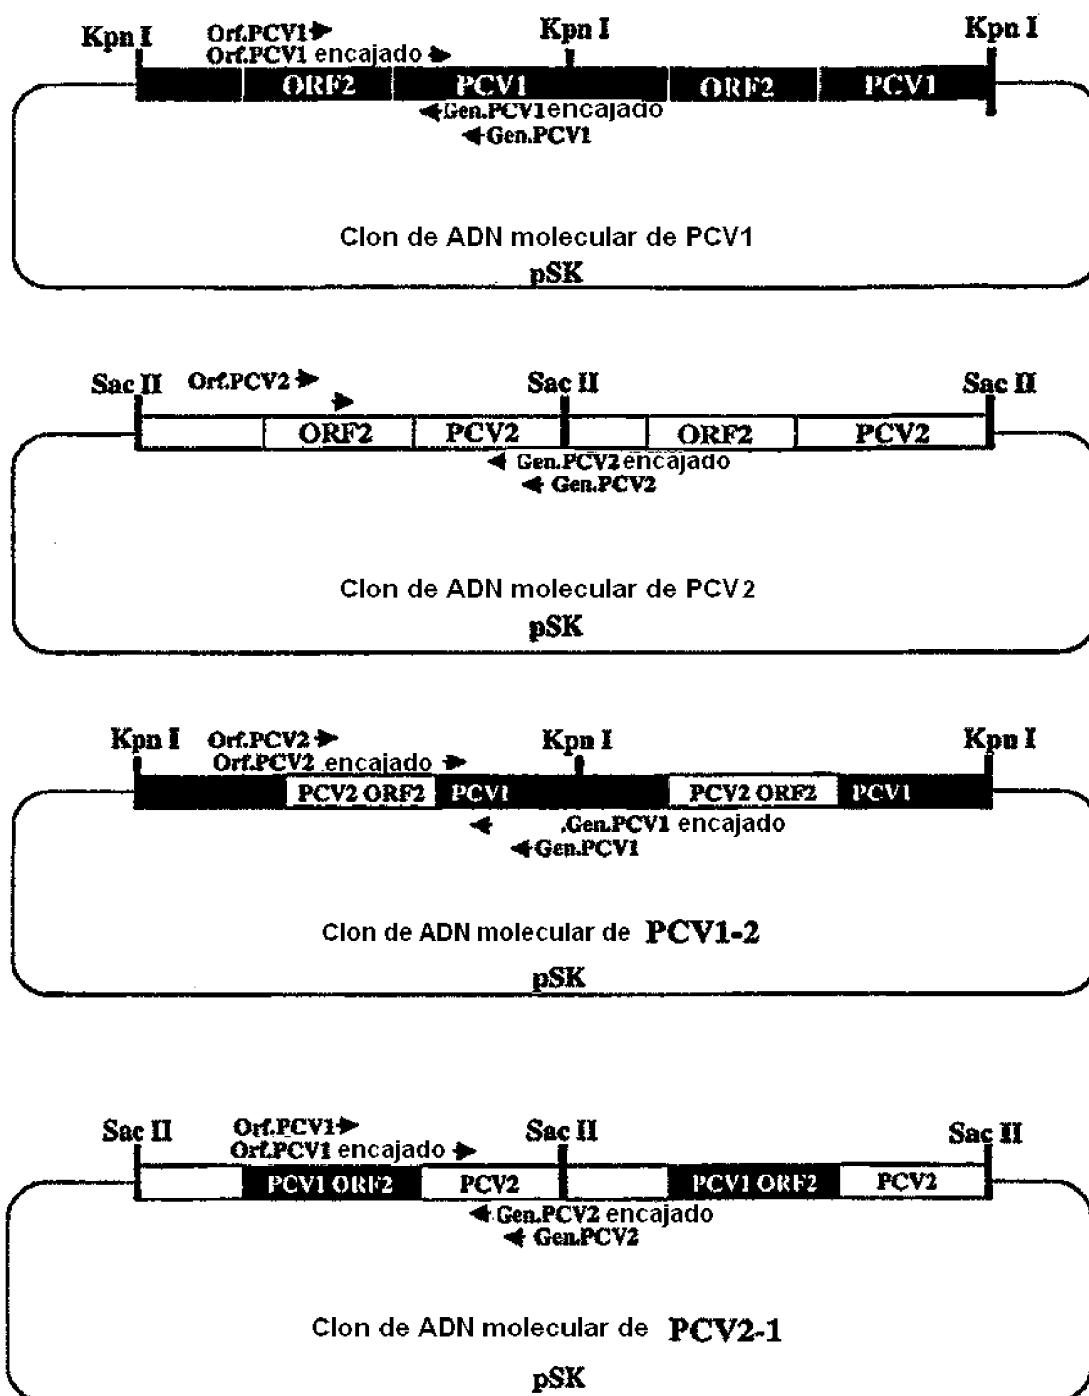 Kpn I Orf.PCV1 Kpn I Kpn I
Orf.PCV1 encajado
ORF2 PCV1 ORF2 PCV1
Gen.PCV1 encajado
Gen.PCV1
Clon de ADN molecular de PCV1
pSK
Sac II Orf.PCV2 Sac II Sac II
ORF2 PCV2 ORF2 PCV2
Gen.PCV2 encajado
Gen.PCV2
Clon de ADN molecular de PCV2
pSK
Kpn I Orf.PCV2 Kpn I Kpn I
Orf.PCV2 encajado
PCV2 ORF2 PCV1 PCV2 ORF2 PCV1
.Gen.PCV1 encajado
Gen.PCV1
Clon de ADN molecular de PCV1-2
pSK
Sac II Orf.PCV1 Sac II Sac II
Orf.PCV1 encajado
PCV1 ORF2 PCV2 PCV1 ORF2 PCV2
Gen.PCV2 encajado
Gen.PCV2
Clon de ADN molecular de PCV2-1
pSK